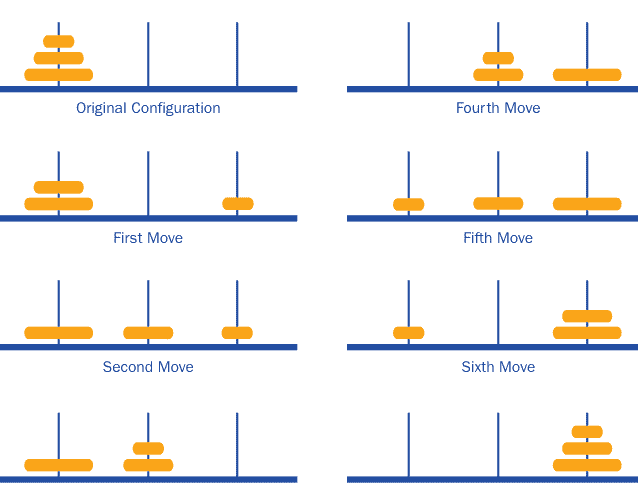 Original Configuration
Fourth Move
First Move
Fifth Move
Second Move
Sixth Move